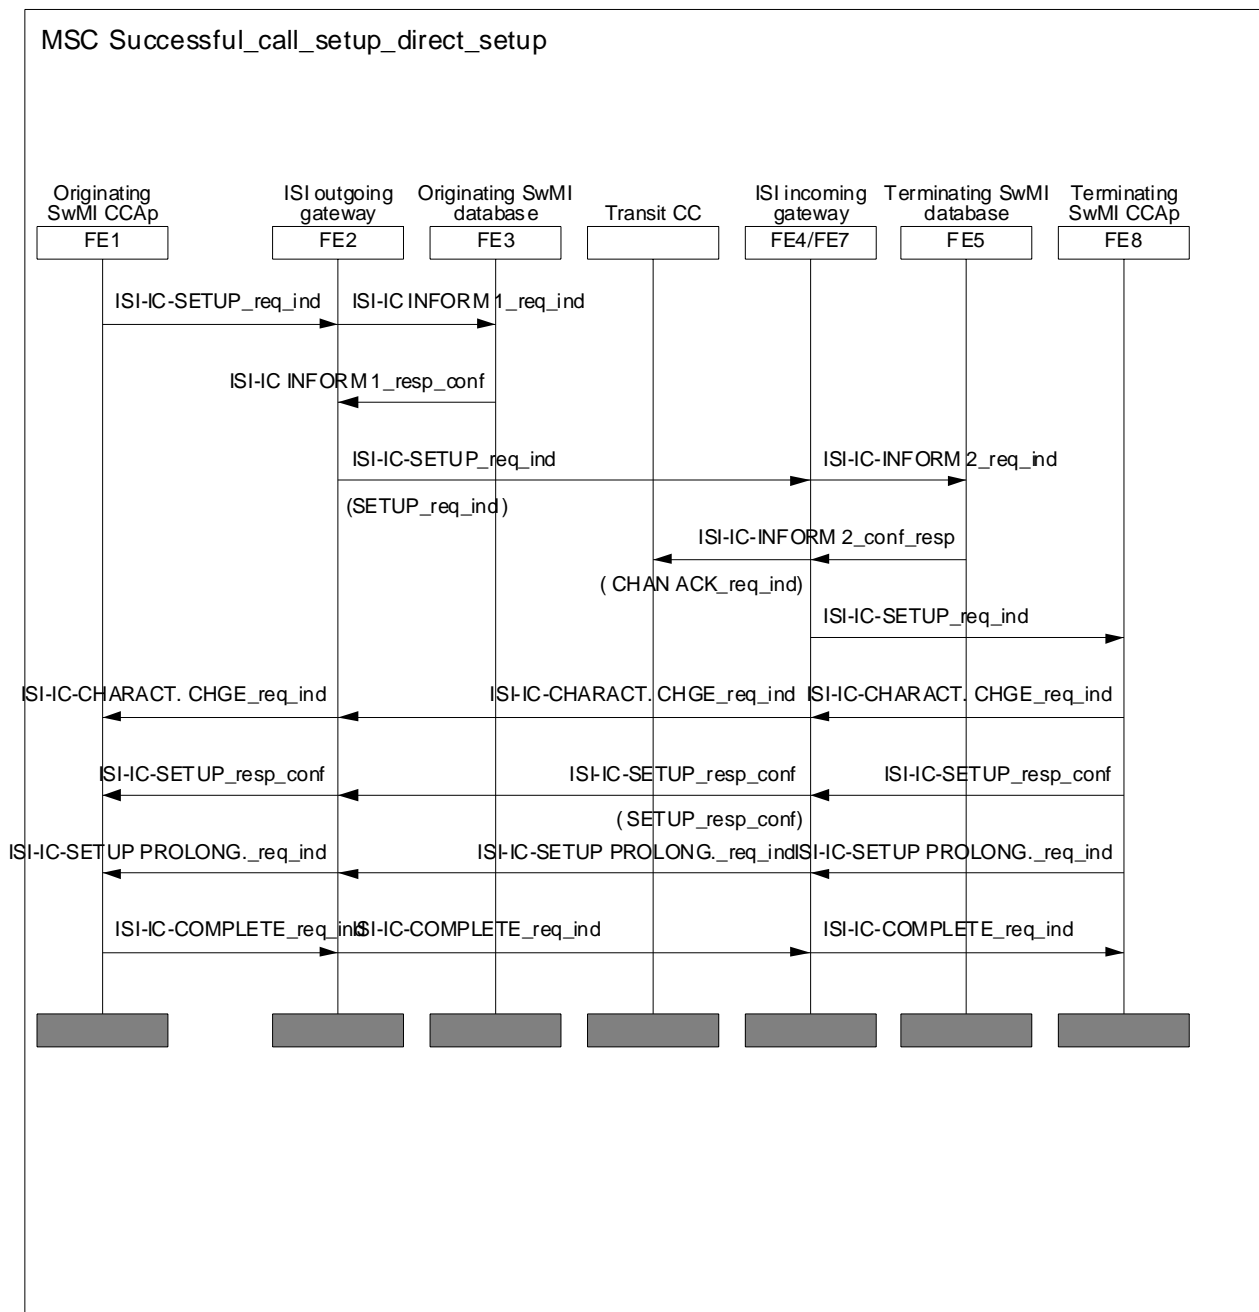 MSC Successful_call_setup_direct_setup
Originating
SwMI CCAp
ISI outgoing
gateway
Originating SwMI
database
Transit CC
ISI incoming
gateway
Terminating SwMI
database
Terminating
SwMI CCAp
FE1
FE2
FE3
FE4/FE7
FE5
FE8
ISI-IC-SETUP_req_ind
ISI-IC INFORM 1_req_ind
ISI-IC INFORM 1_resp_conf
ISI-IC-SETUP_req_ind
ISI-IC-INFORM 2_req_ind
(SETUP_req_ind)
ISI-IC-INFORM 2_conf_resp
( CHAN ACK_req_ind)
ISI-IC-SETUP_req_ind
ISI-IC-CHARACT. CHGE_req_ind
ISI-IC-CHARACT. CHGE_req_ind
ISI-IC-CHARACT. CHGE_req_ind
ISI-IC-SETUP_resp_conf
ISI-IC-SETUP_resp_conf
ISI-IC-SETUP_resp_conf
( SETUP_resp_conf)
ISI-IC-SETUP PROLONG._req_ind
ISI-IC-SETUP PROLONG._req_ind
ISI-IC-SETUP PROLONG._req_ind
ISI-IC-COMPLETE_req_ind
ISI-IC-COMPLETE_req_ind
ISI-IC-COMPLETE_req_ind